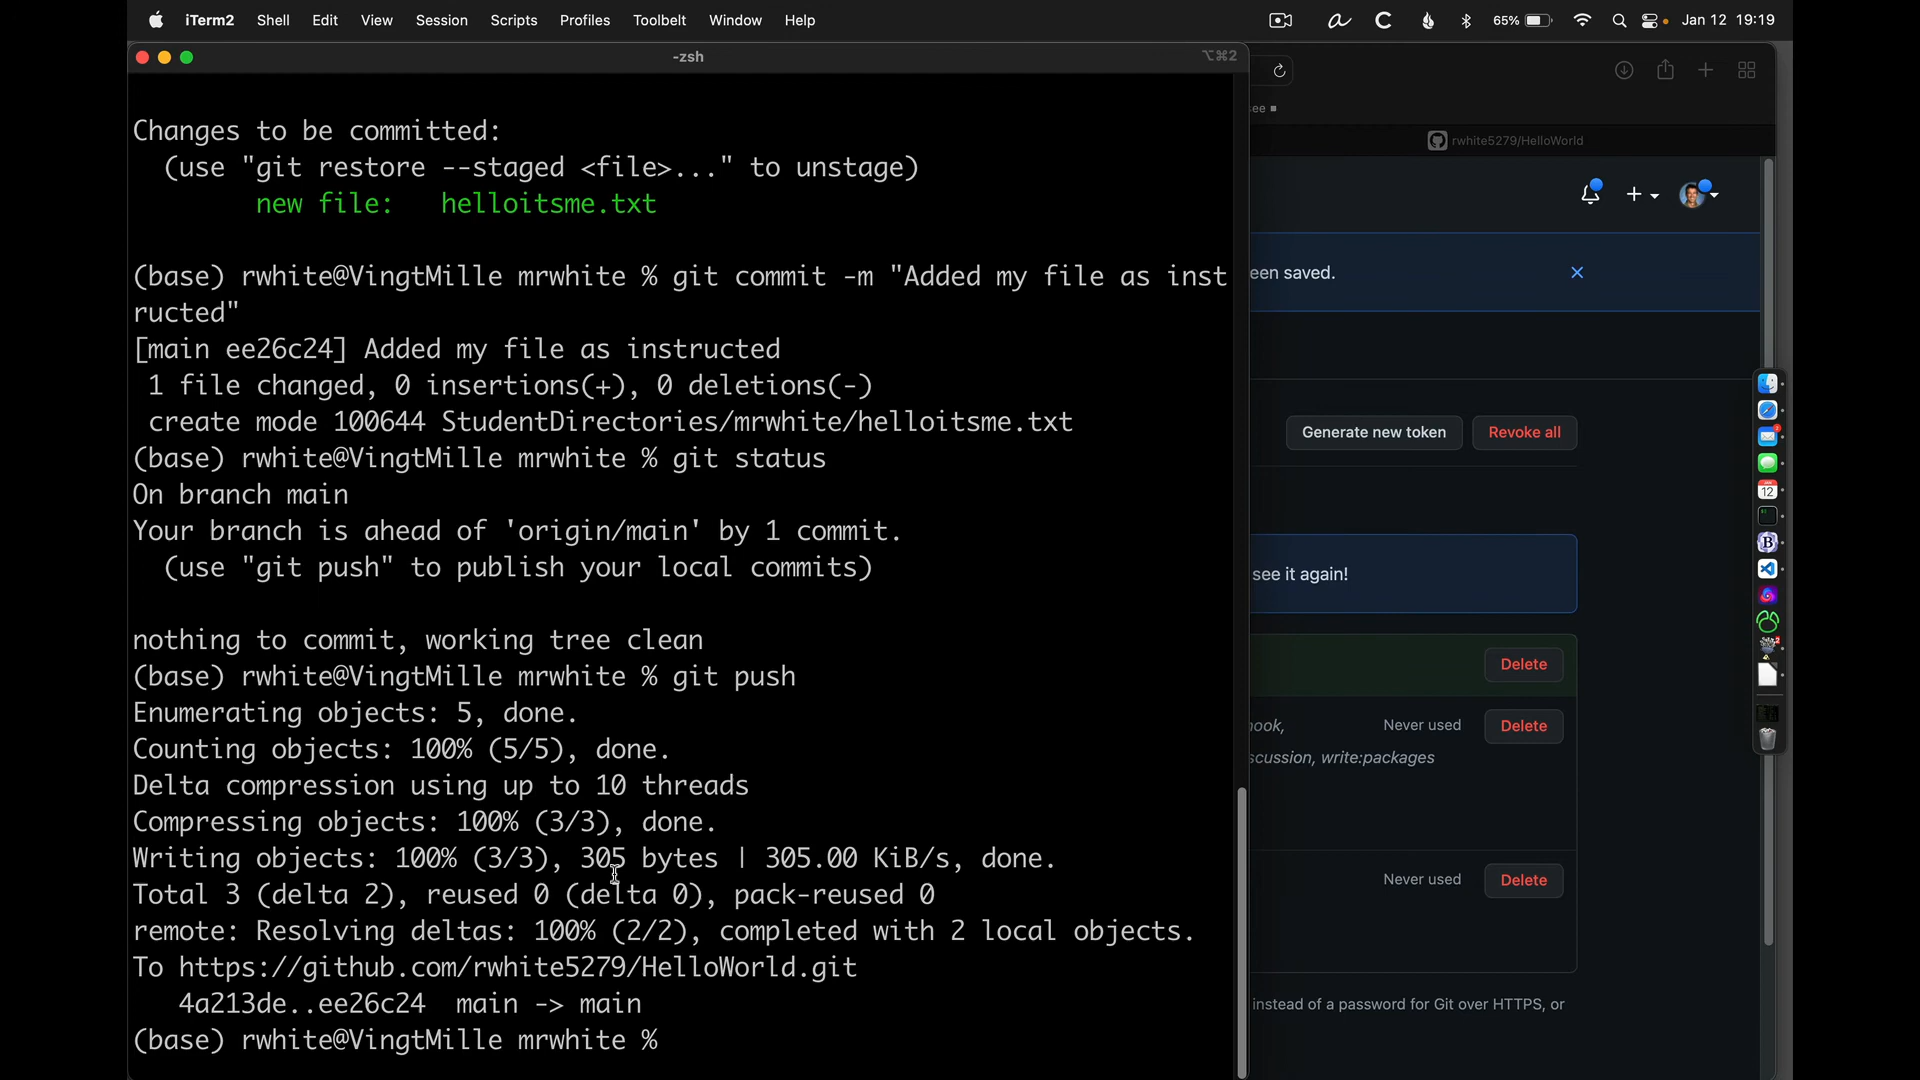 iTerm2 Shell Edit View Session Scripts Profiles Toolbelt Window Help 65% Jan 12 19:19
-zsh ⌥⌘2
Changes to be committed:
(use "git restore --staged <file>..." to unstage)
new file: helloitsme.txt
(base) rwhite@VingtMille mrwhite % git commit -m "Added my file as inst
ructed"
[main ee26c24] Added my file as instructed
1 file changed, 0 insertions(+), 0 deletions(-)
create mode 100644 StudentDirectories/mrwhite/helloitsme.txt
(base) rwhite@VingtMille mrwhite % git status
On branch main
Your branch is ahead of 'origin/main' by 1 commit.
(use "git push" to publish your local commits)
nothing to commit, working tree clean
(base) rwhite@VingtMille mrwhite % git push
Enumerating objects: 5, done.
Counting objects: 100% (5/5), done.
Delta compression using up to 10 threads
Compressing objects: 100% (3/3), done.
Writing objects: 100% (3/3), 305 bytes | 305.00 KiB/s, done.
Total 3 (delta 2), reused 0 (delta 0), pack-reused 0
remote: Resolving deltas: 100% (2/2), completed with 2 local objects.
To https://github.com/rwhite5279/HelloWorld.git
4a213de..ee26c24 main -> main
(base) rwhite@VingtMille mrwhite %
rwhite5279/HelloWorld
een saved.
Generate new token Revoke all
see it again!
Delete
Never used Delete
scussion, write:packages
Never used Delete
instead of a password for Git over HTTPS, or